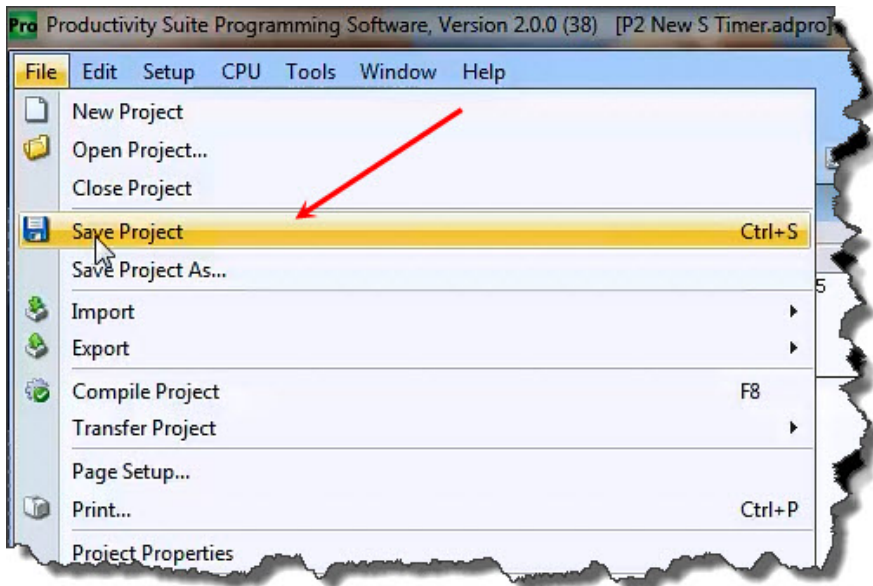 Pro Productivity Suite Programming Software, Version 2.0.0 (38) [P2 New S Timer.adpro]
File Edit Setup CPU Tools Window Help
New Project
Open Project...
Close Project
Save Project Ctrl+S
Save Project As...
5
Import
Export
Compile Project F8
Transfer Project
Page Setup...
Print... Ctrl+P
Project Properties